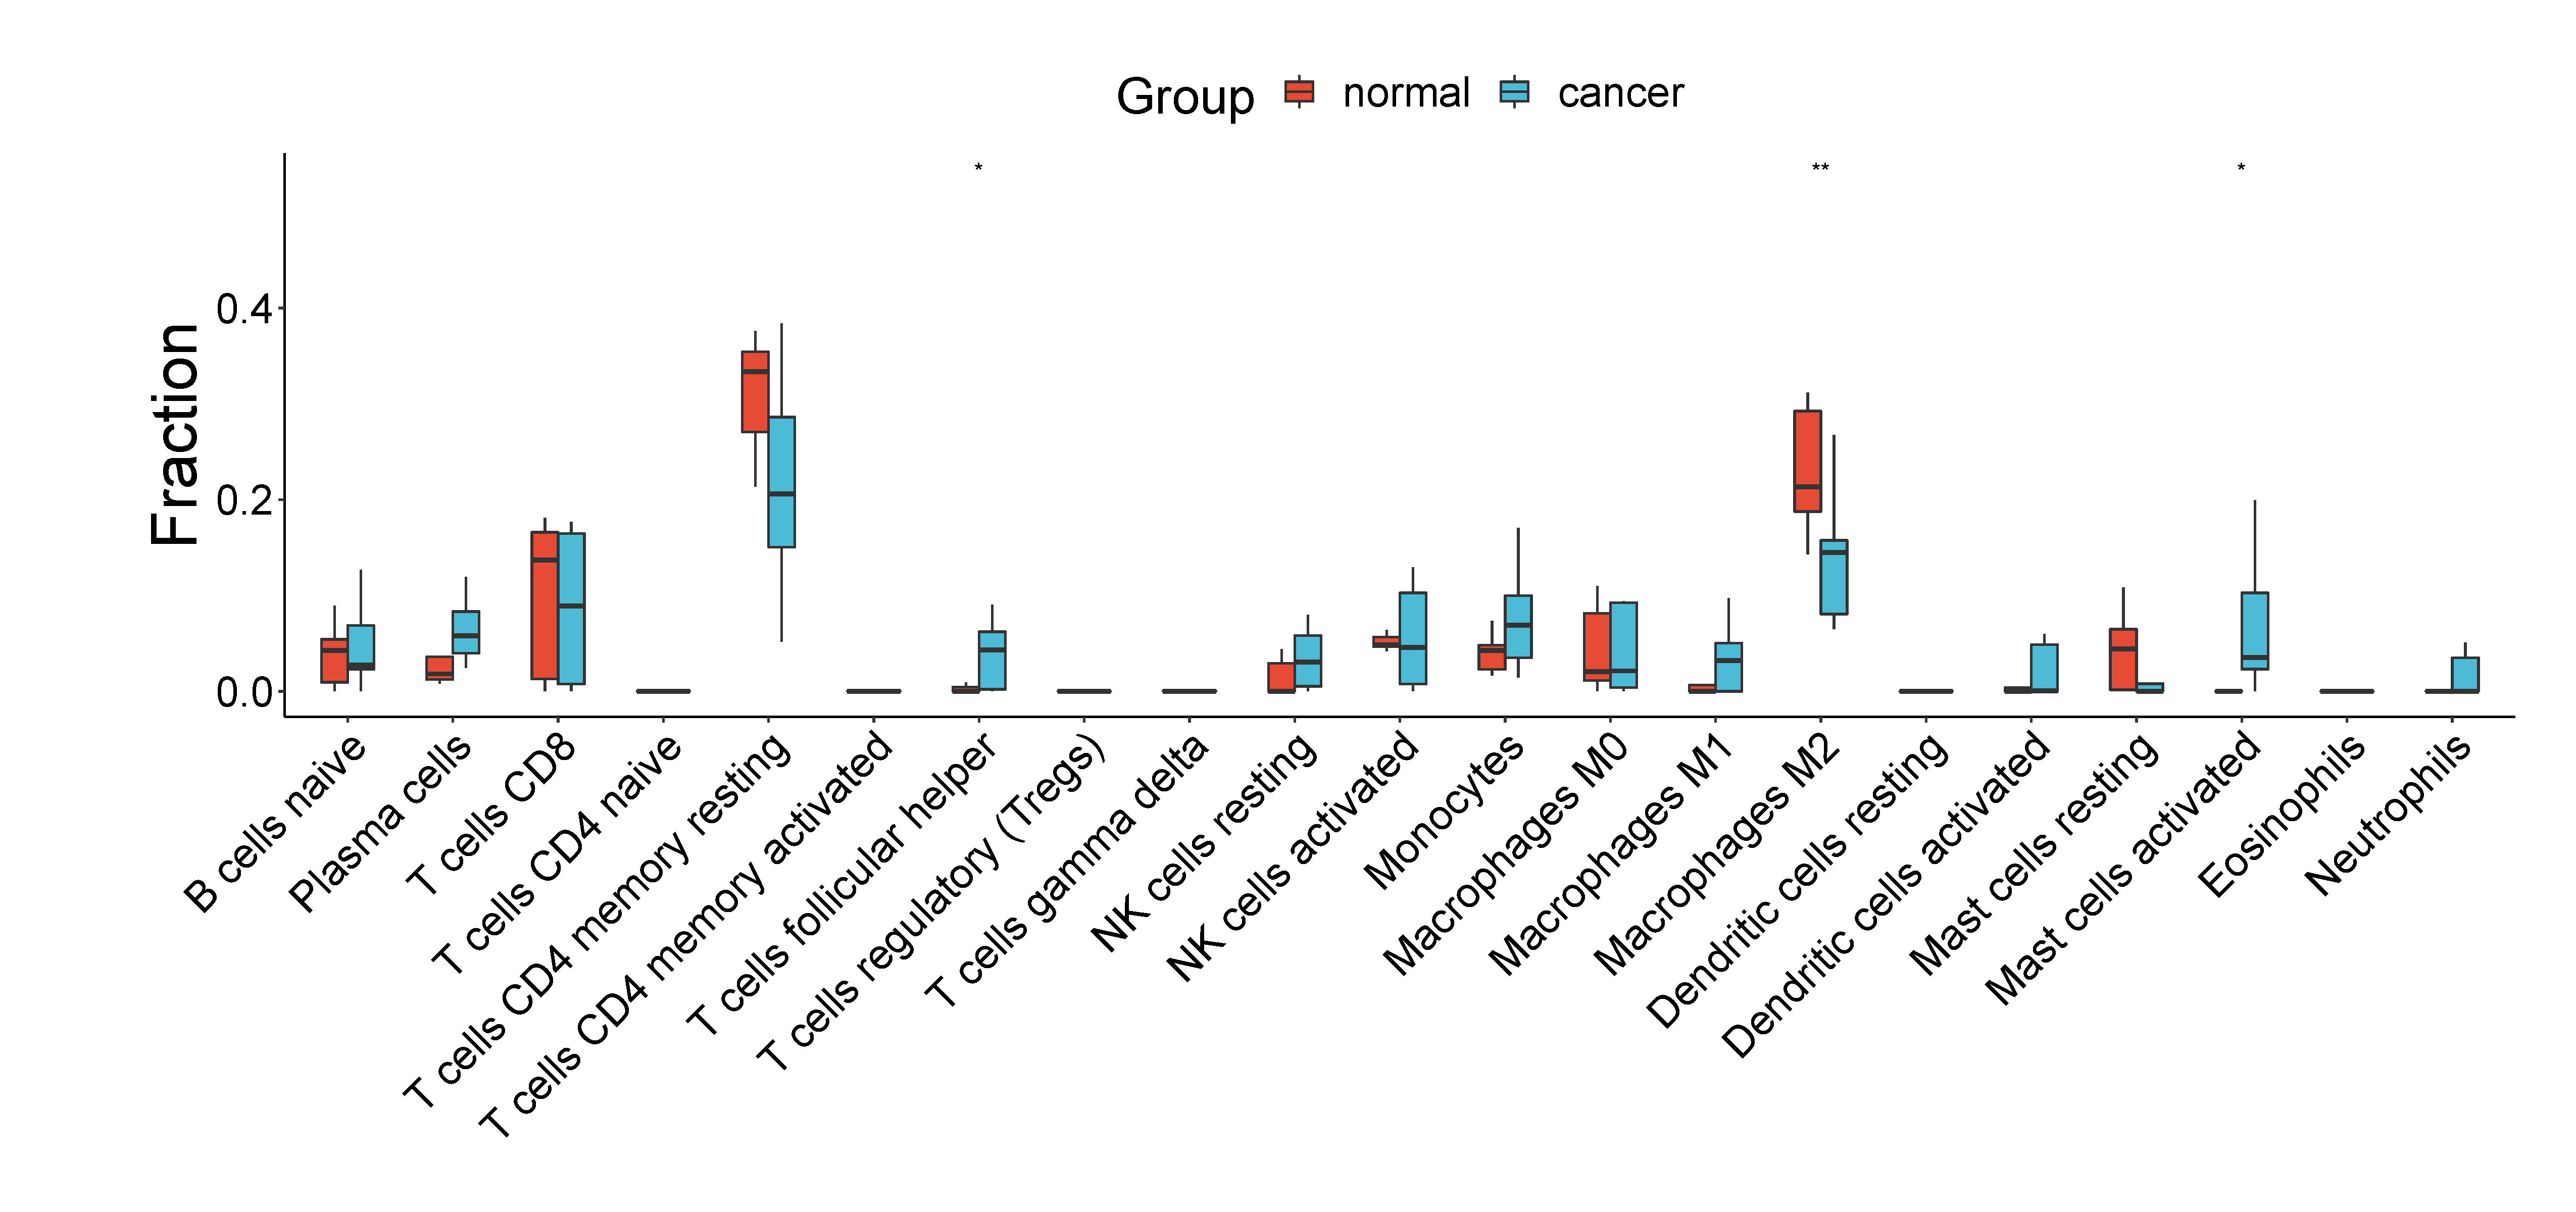 Group normal cancer
* ** *
Fraction
0.4
0.2
0.0
B cells naive
Plasma cells
T cells CD8
T cells CD4 naive
T cells CD4 memory resting
T cells CD4 memory activated
T cells follicular helper
T cells regulatory (Tregs)
T cells gamma delta
NK cells resting
NK cells activated
Monocytes
Macrophages M0
Macrophages M1
Macrophages M2
Dendritic cells resting
Dendritic cells activated
Mast cells resting
Mast cells activated
Eosinophils
Neutrophils